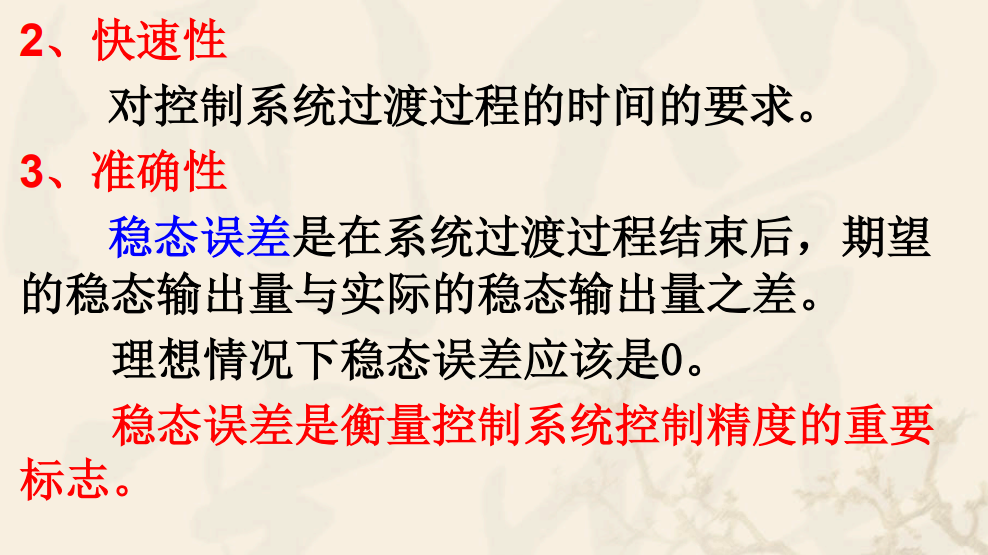 2、快速性
对控制系统过渡过程的时间的要求。
3、准确性
稳态误差是在系统过渡过程结束后，期望
的稳态输出量与实际的稳态输出量之差。
理想情况下稳态误差应该是0。
稳态误差是衡量控制系统控制精度的重要
标志。